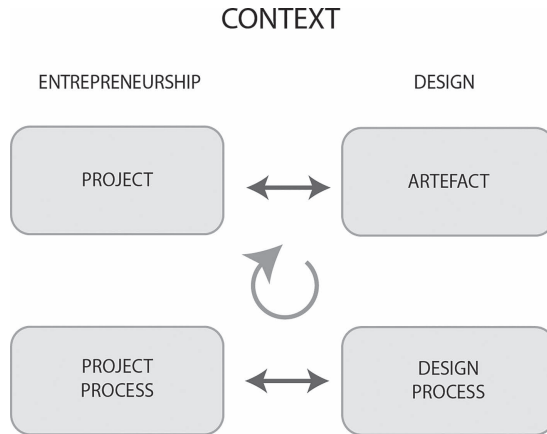 CONTEXT
ENTREPRENEURSHIP
DESIGN
PROJECT
ARTEFACT
PROJECT
PROCESS
DESIGN
PROCESS